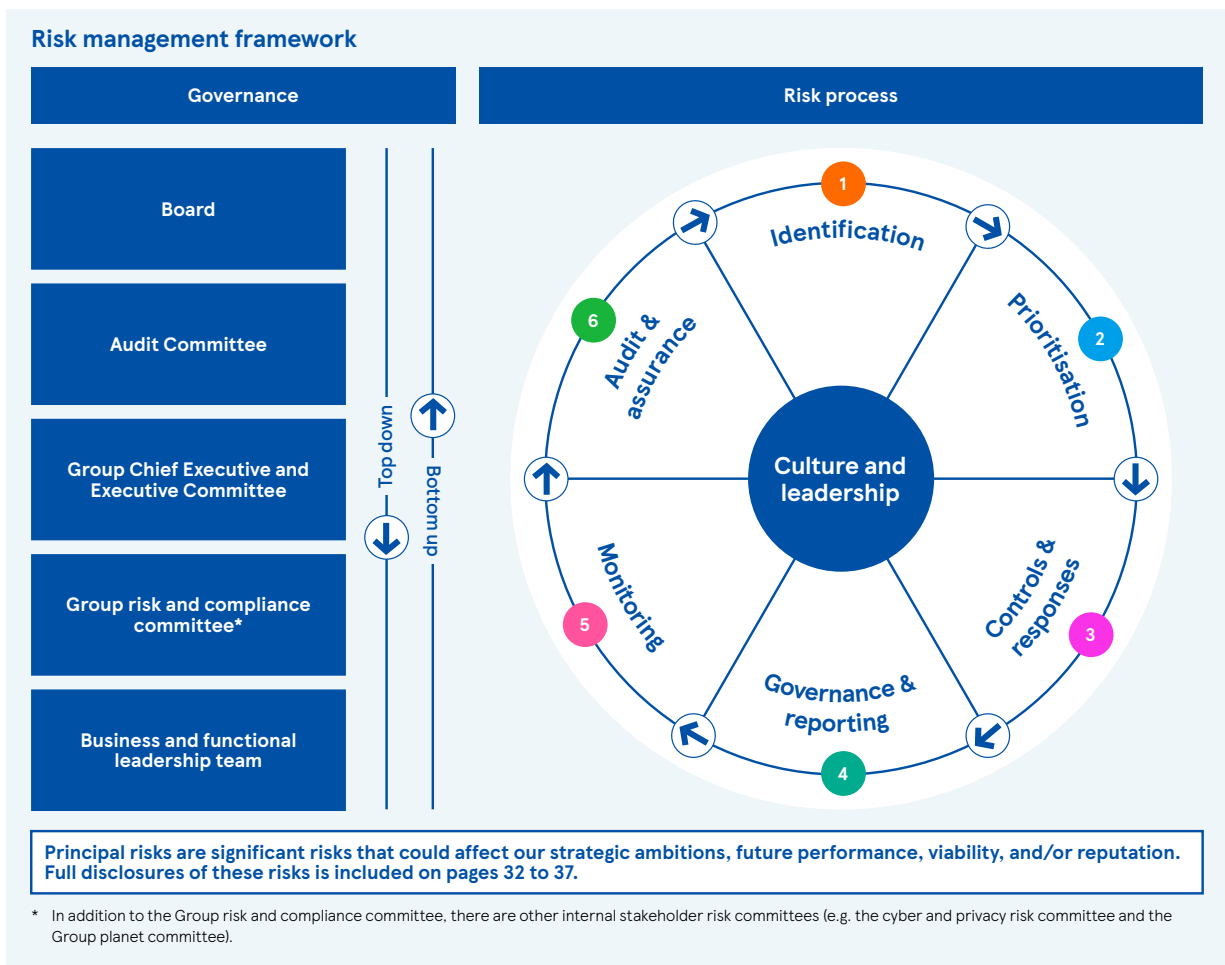 Risk management framework
Governance
Risk process
Board
Audit Committee
Group Chief Executive and
Executive Committee
Group risk and compliance
committee*
Business and functional
leadership team
Top down
Bottom up
1
Identification
2
Prioritisation
3
Controls &
responses
4
Governance &
reporting
5
Monitoring
6
Audit &
assurance
Culture and
leadership
Principal risks are significant risks that could affect our strategic ambitions, future performance, viability, and/or reputation.
Full disclosures of these risks is included on pages 32 to 37.
* In addition to the Group risk and compliance committee, there are other internal stakeholder risk committees (e.g. the cyber and privacy risk committee and the
Group planet committee).